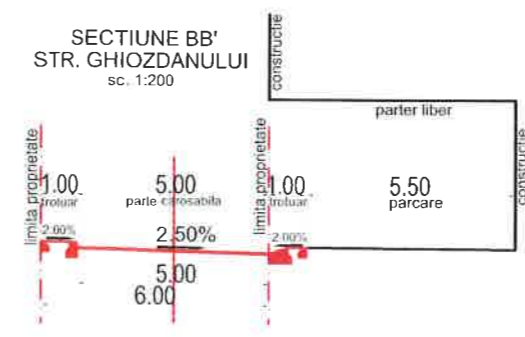 SECTIUNE BB'
STR. GHIOZDANULUI
sc. 1:200
constructie
parter liber
limita proprietate
limita proprietate
constructie
1.00 5.00 1.00 5.50
trotuar parte carosabila trotuar parcare
2.00% 2.50% 2.00%
5.00
6.00